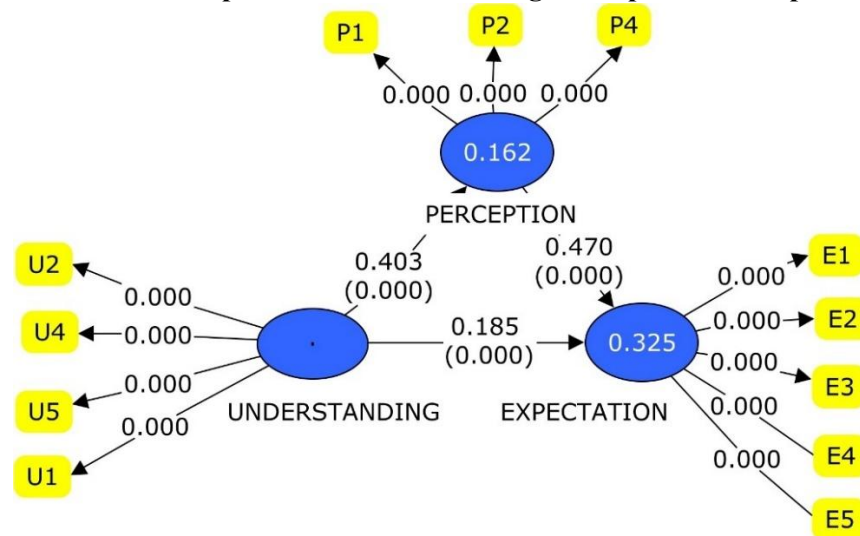 P1
P2
P4
0.000
0.000
0.000
0.162
PERCEPTION
0.403
(0.000)
0.470
(0.000)
U2
U4
U5
U1
0.000
0.000
0.000
0.000
UNDERSTANDING
0.185
(0.000)
0.325
EXPECTATION
0.000
0.000
0.000
0.000
0.000
E1
E2
E3
E4
E5